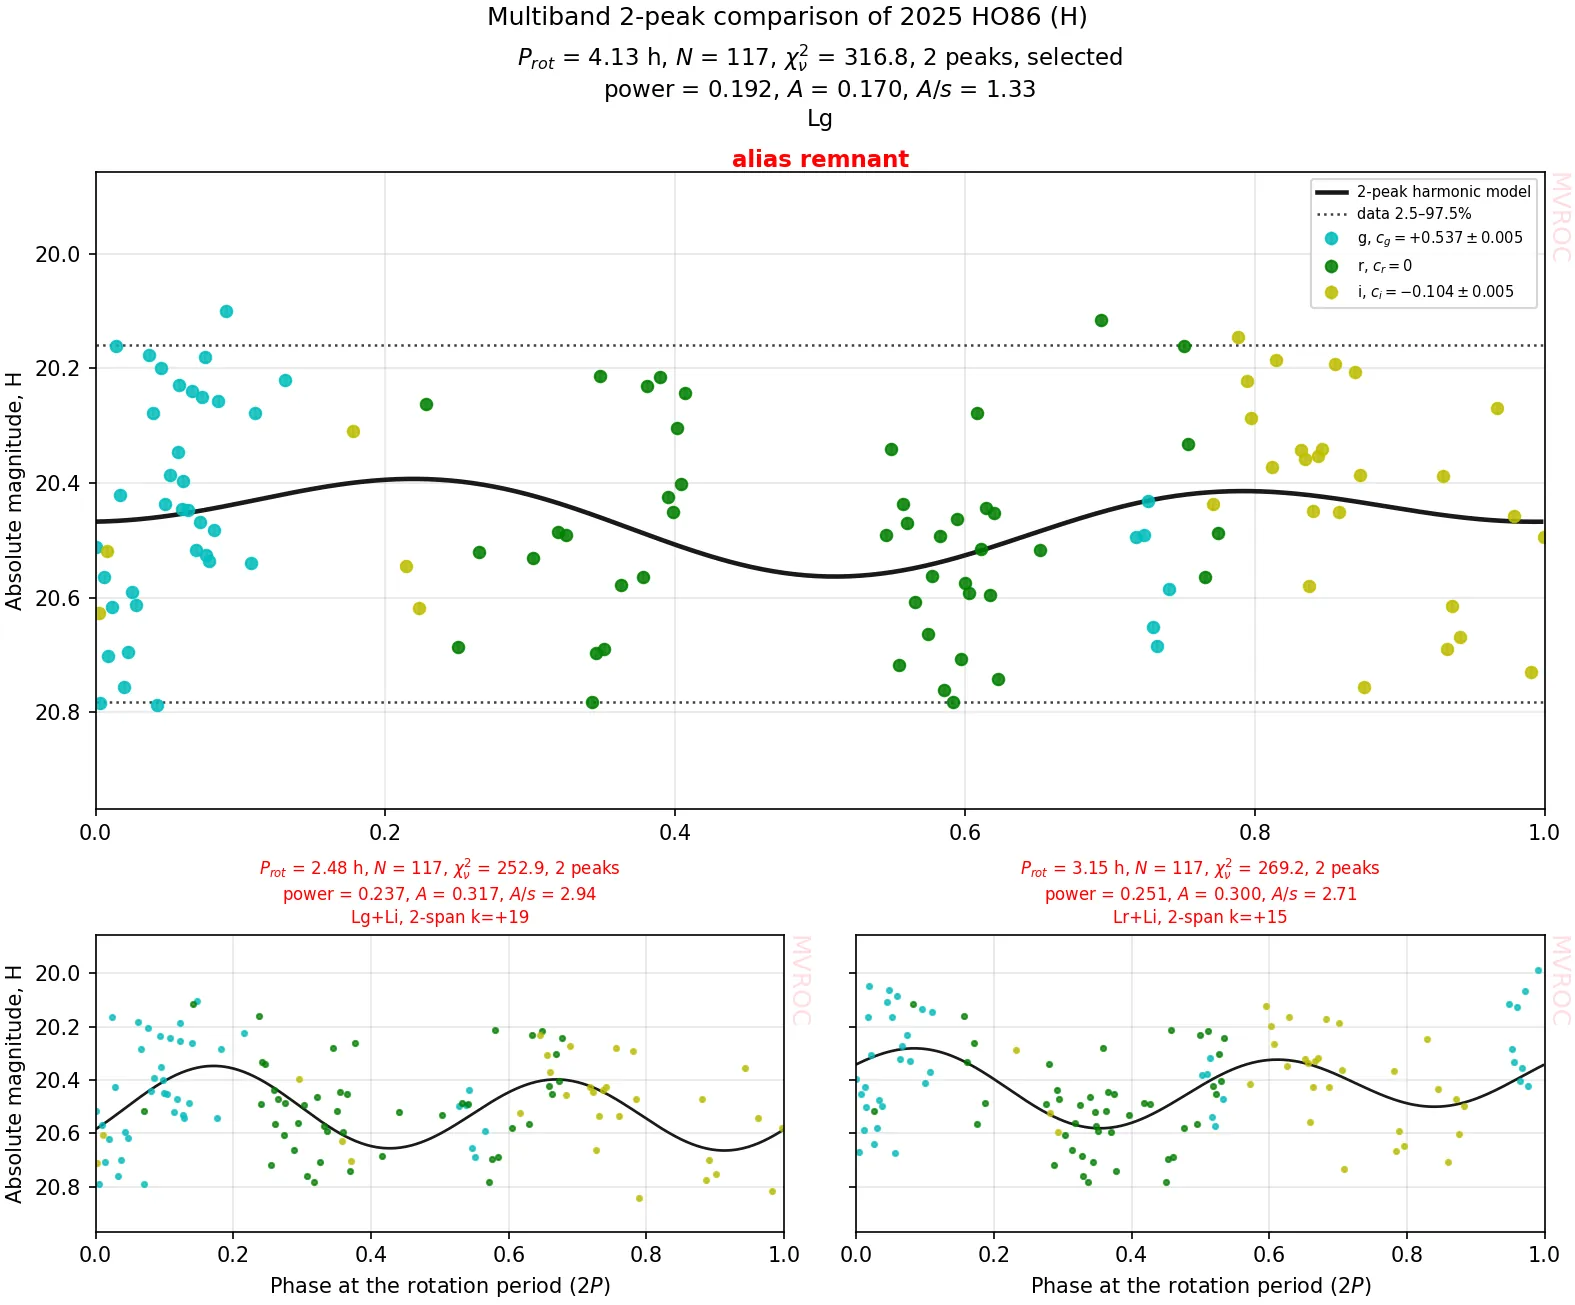 Multiband 2-peak comparison of 2025 HO86 (H)
P_rot = 4.13 h, N = 117, χ²_ν = 316.8, 2 peaks, selected
power = 0.192, A = 0.170, A/s = 1.33
Lg
alias remnant
2-peak harmonic model
data 2.5–97.5%
g, c_g = +0.537 ± 0.005
r, c_r = 0
i, c_i = −0.104 ± 0.005
MVROC
Absolute magnitude, H
20.0
20.2
20.4
20.6
20.8
0.0 0.2 0.4 0.6 0.8 1.0
P_rot = 2.48 h, N = 117, χ²_ν = 252.9, 2 peaks
power = 0.237, A = 0.317, A/s = 2.94
Lg+Li, 2-span k=+19
MVROC
Absolute magnitude, H
20.0
20.2
20.4
20.6
20.8
0.0 0.2 0.4 0.6 0.8 1.0
Phase at the rotation period (2P)
P_rot = 3.15 h, N = 117, χ²_ν = 269.2, 2 peaks
power = 0.251, A = 0.300, A/s = 2.71
Lr+Li, 2-span k=+15
MVROC
0.0 0.2 0.4 0.6 0.8 1.0
Phase at the rotation period (2P)